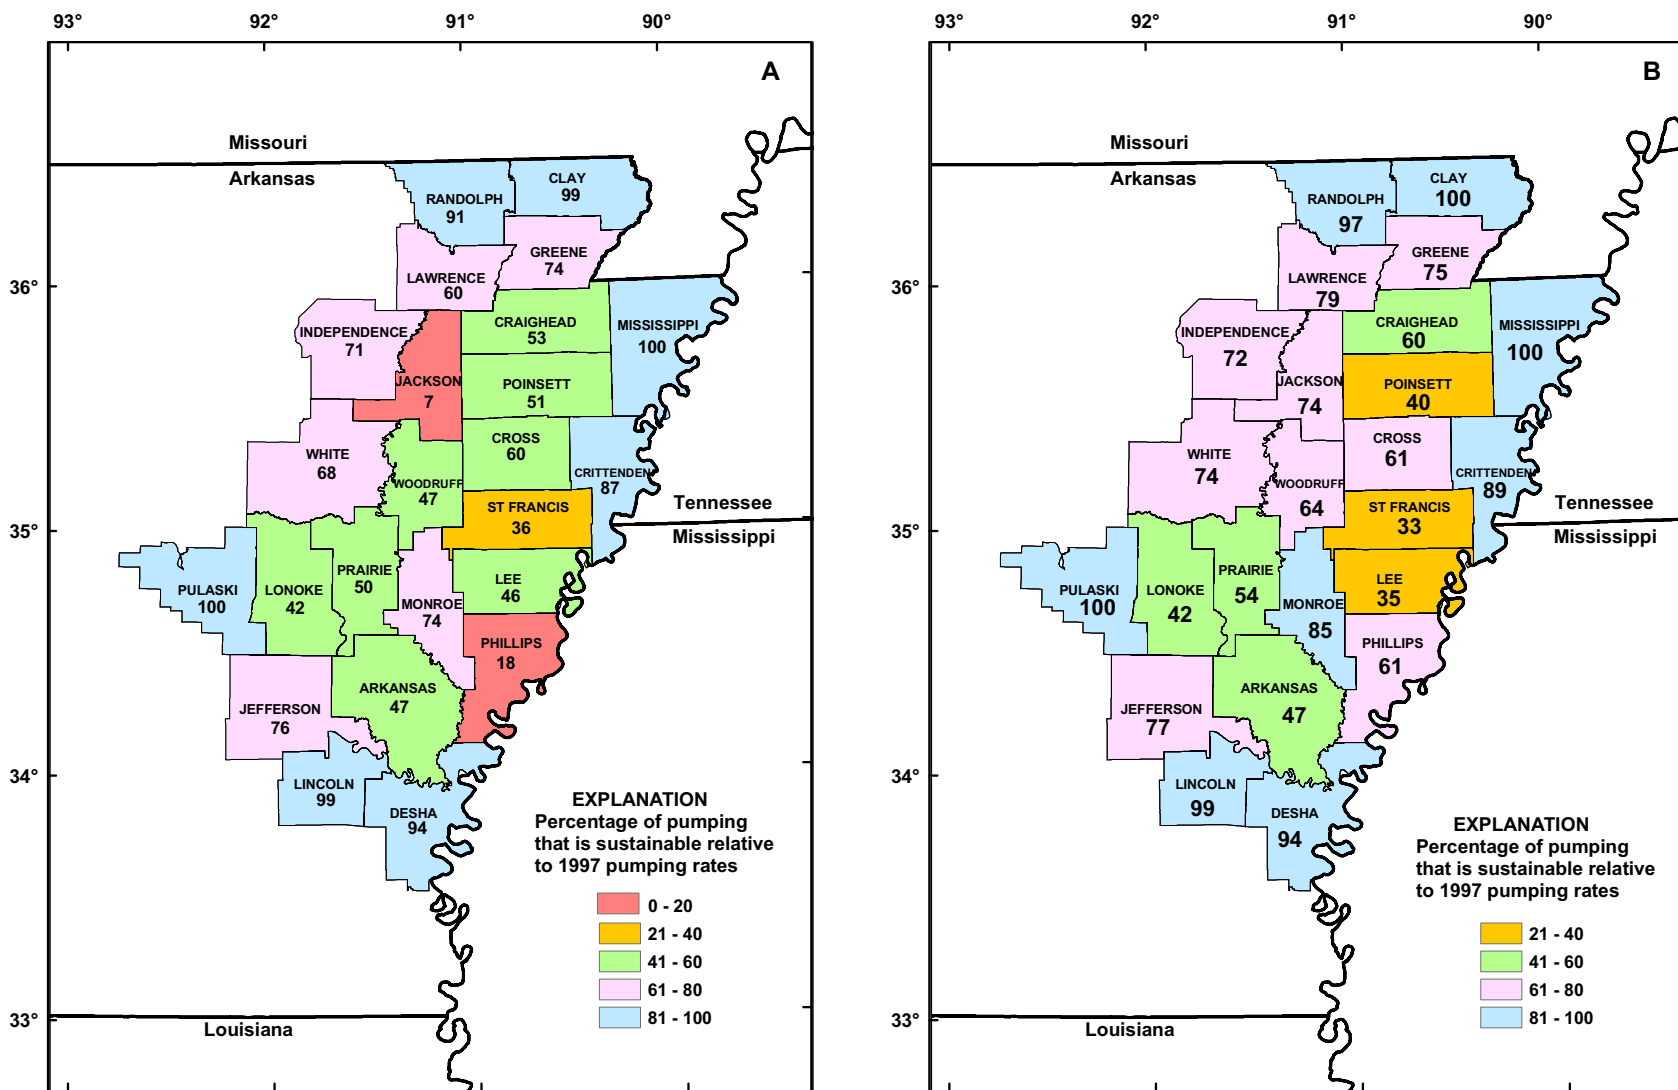 93°
92°
91°
90°
A
Missouri
Arkansas
36°
35°
34°
33°
RANDOLPH
91
CLAY
99
GREENE
74
LAWRENCE
60
INDEPENDENCE
71
JACKSON
7
CRAIGHEAD
53
MISSISSIPPI
100
POINSETT
51
CROSS
60
WHITE
68
WOODRUFF
47
CRITTENDEN
87
ST FRANCIS
36
Tennessee
Mississippi
PULASKI
100
LONOKE
42
PRAIRIE
50
MONROE
74
LEE
46
PHILLIPS
18
ARKANSAS
47
JEFFERSON
76
LINCOLN
99
DESHA
94
EXPLANATION
Percentage of pumping
that is sustainable relative
to 1997 pumping rates
0 - 20
21 - 40
41 - 60
61 - 80
81 - 100
Louisiana
93°
92°
91°
90°
B
Missouri
Arkansas
36°
35°
34°
33°
RANDOLPH
97
CLAY
100
GREENE
75
LAWRENCE
79
INDEPENDENCE
72
JACKSON
74
CRAIGHEAD
60
MISSISSIPPI
100
POINSETT
40
CROSS
61
WHITE
74
WOODRUFF
64
CRITTENDEN
89
ST FRANCIS
33
Tennessee
Mississippi
PULASKI
100
LONOKE
42
PRAIRIE
54
MONROE
85
LEE
35
PHILLIPS
61
ARKANSAS
47
JEFFERSON
77
LINCOLN
99
DESHA
94
EXPLANATION
Percentage of pumping
that is sustainable relative
to 1997 pumping rates
21 - 40
41 - 60
61 - 80
81 - 100
Louisiana